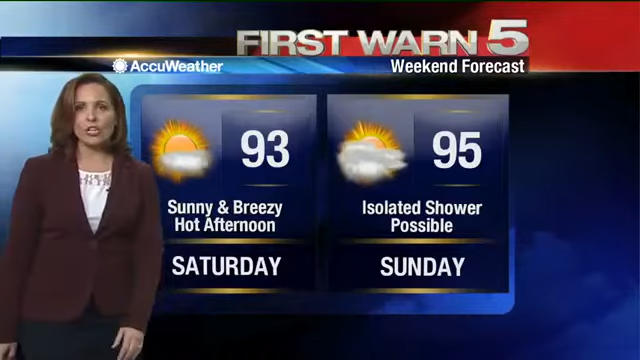 FIRST WARN 5
AccuWeather
Weekend Forecast
93
95
Sunny & Breezy
Hot Afternoon
Isolated Shower
Possible
SATURDAY
SUNDAY